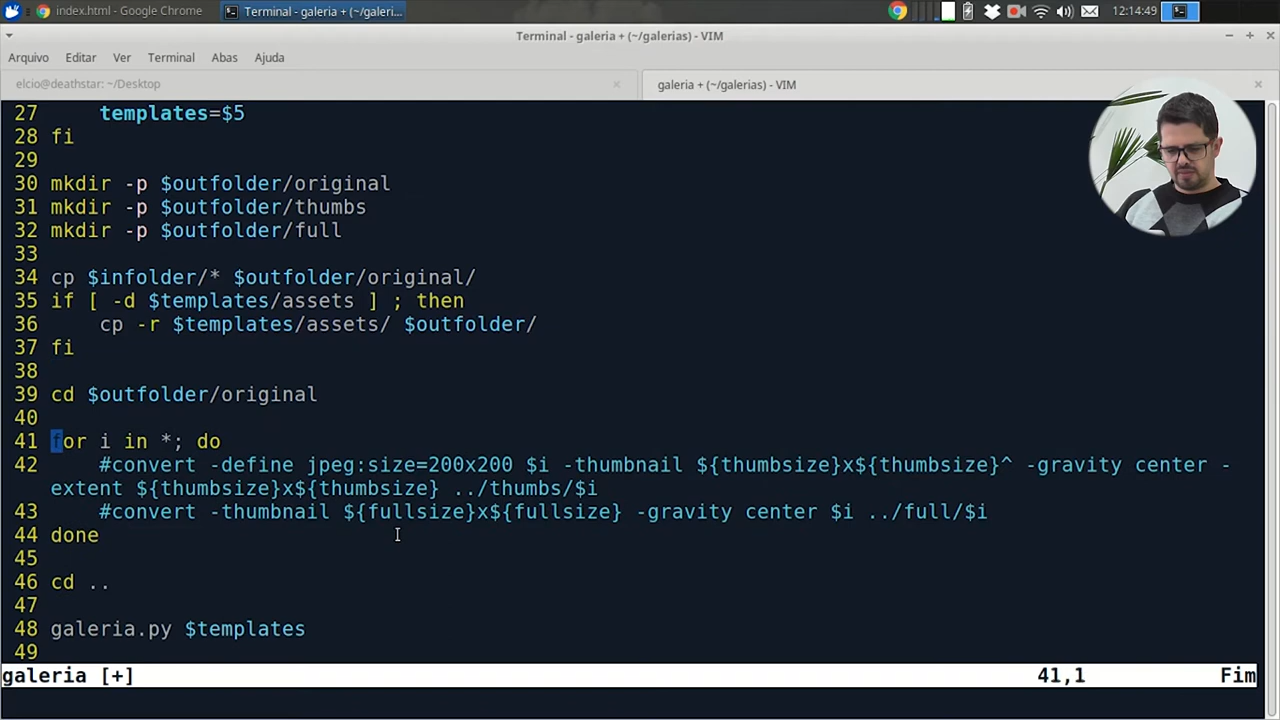 index.html - Google Chrome
Terminal - galeria + (~/galeri...
12:14:49
Terminal - galeria + (~/galerias) - VIM
Arquivo Editar Ver Terminal Abas Ajuda
elcio@deathstar: ~/Desktop
galeria + (~/galerias) - VIM
27 templates=$5
28 fi
29
30 mkdir -p $outfolder/original
31 mkdir -p $outfolder/thumbs
32 mkdir -p $outfolder/full
33
34 cp $infolder/* $outfolder/original/
35 if [ -d $templates/assets ] ; then
36 cp -r $templates/assets/ $outfolder/
37 fi
38
39 cd $outfolder/original
40
41 for i in *; do
42 #convert -define jpeg:size=200x200 $i -thumbnail ${thumbsize}x${thumbsize}^ -gravity center -
extent ${thumbsize}x${thumbsize} ../thumbs/$i
43 #convert -thumbnail ${fullsize}x${fullsize} -gravity center $i ../full/$i
44 done
45
46 cd ..
47
48 galeria.py $templates
49
galeria [+] 41,1 Fim